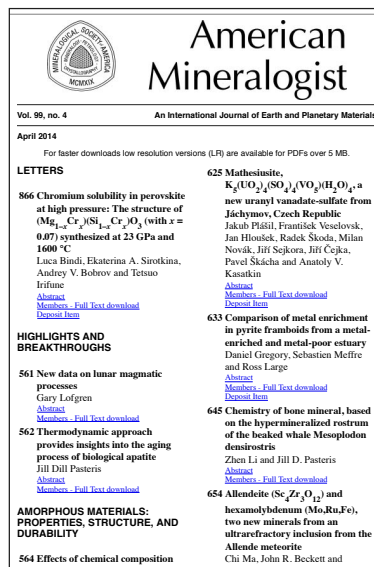 MINERALOGICAL SOCIETY OF AMERICA
MINERALOGY · PETROLOGY
CRYSTALLOGRAPHY
MCMXIX
American
Mineralogist
Vol. 99, no. 4
An International Journal of Earth and Planetary Materials
April 2014
For faster downloads low resolution versions (LR) are available for PDFs over 5 MB.
LETTERS
866 Chromium solubility in perovskite
at high pressure: The structure of
(Mg1–xCrx)(Si1–xCrx)O3 (with x =
0.07) synthesized at 23 GPa and
1600 °C
Luca Bindi, Ekaterina A. Sirotkina,
Andrey V. Bobrov and Tetsuo
Irifune
Abstract
Members - Full Text download
Deposit Item
HIGHLIGHTS AND
BREAKTHROUGHS
561 New data on lunar magmatic
processes
Gary Lofgren
Abstract
Members - Full Text download
562 Thermodynamic approach
provides insights into the aging
process of biological apatite
Jill Dill Pasteris
Abstract
Members - Full Text download
AMORPHOUS MATERIALS:
PROPERTIES, STRUCTURE, AND
DURABILITY
564 Effects of chemical composition
625 Mathesiusite,
K5(UO2)4(SO4)4(VO5)(H2O)4, a
new uranyl vanadate-sulfate from
Jáchymov, Czech Republic
Jakub Plášil, František Veselovsk,
Jan Hloušek, Radek Škoda, Milan
Novák, Jiří Sejkora, Jiří Čejka,
Pavel Škácha and Anatoly V.
Kasatkin
Abstract
Members - Full Text download
Deposit Item
633 Comparison of metal enrichment
in pyrite framboids from a metal-
enriched and metal-poor estuary
Daniel Gregory, Sebastien Meffre
and Ross Large
Abstract
Members - Full Text download
Deposit Item
645 Chemistry of bone mineral, based
on the hypermineralized rostrum
of the beaked whale Mesoplodon
densirostris
Zhen Li and Jill D. Pasteris
Abstract
Members - Full Text download
654 Allendeite (Sc4Zr3O12) and
hexamolybdenum (Mo,Ru,Fe),
two new minerals from an
ultrarefractory inclusion from the
Allende meteorite
Chi Ma, John R. Beckett and